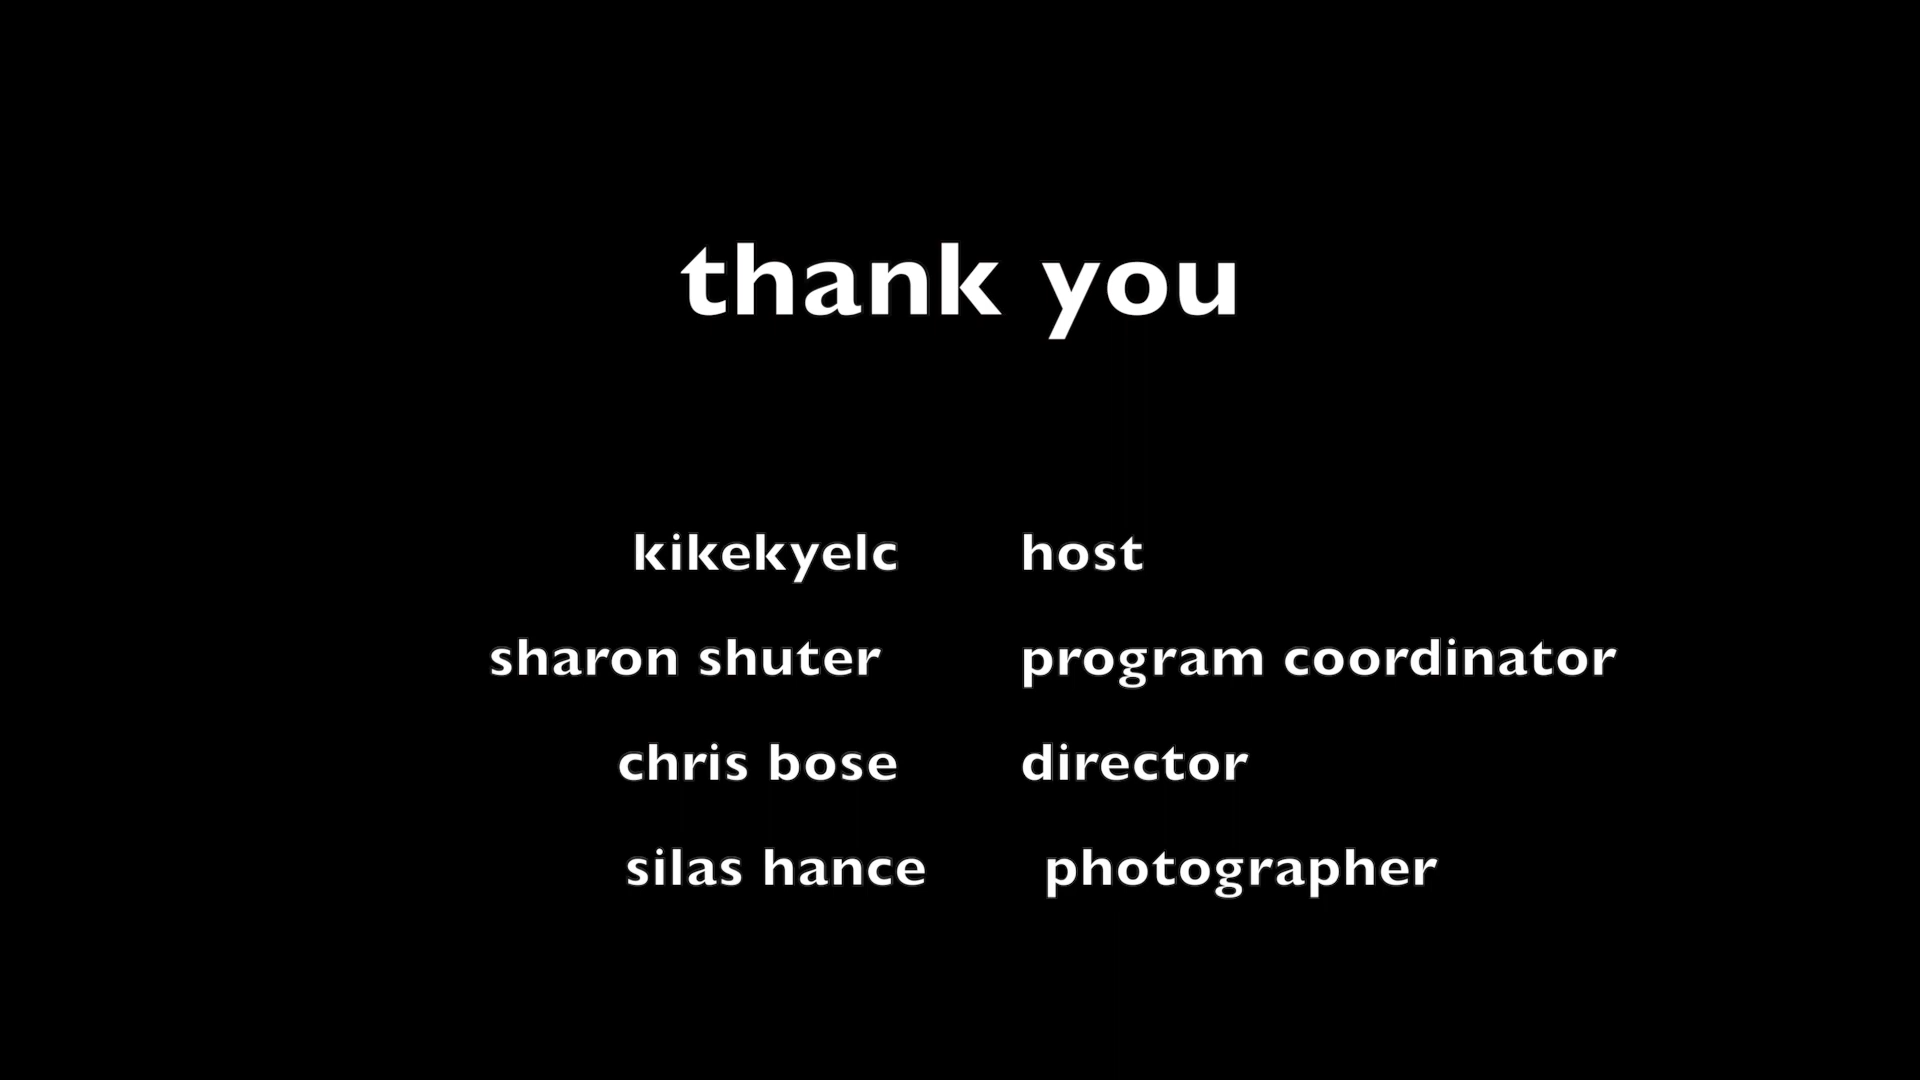 thank you
kikekyelc host
sharon shuter program coordinator
chris bose director
silas hance photographer